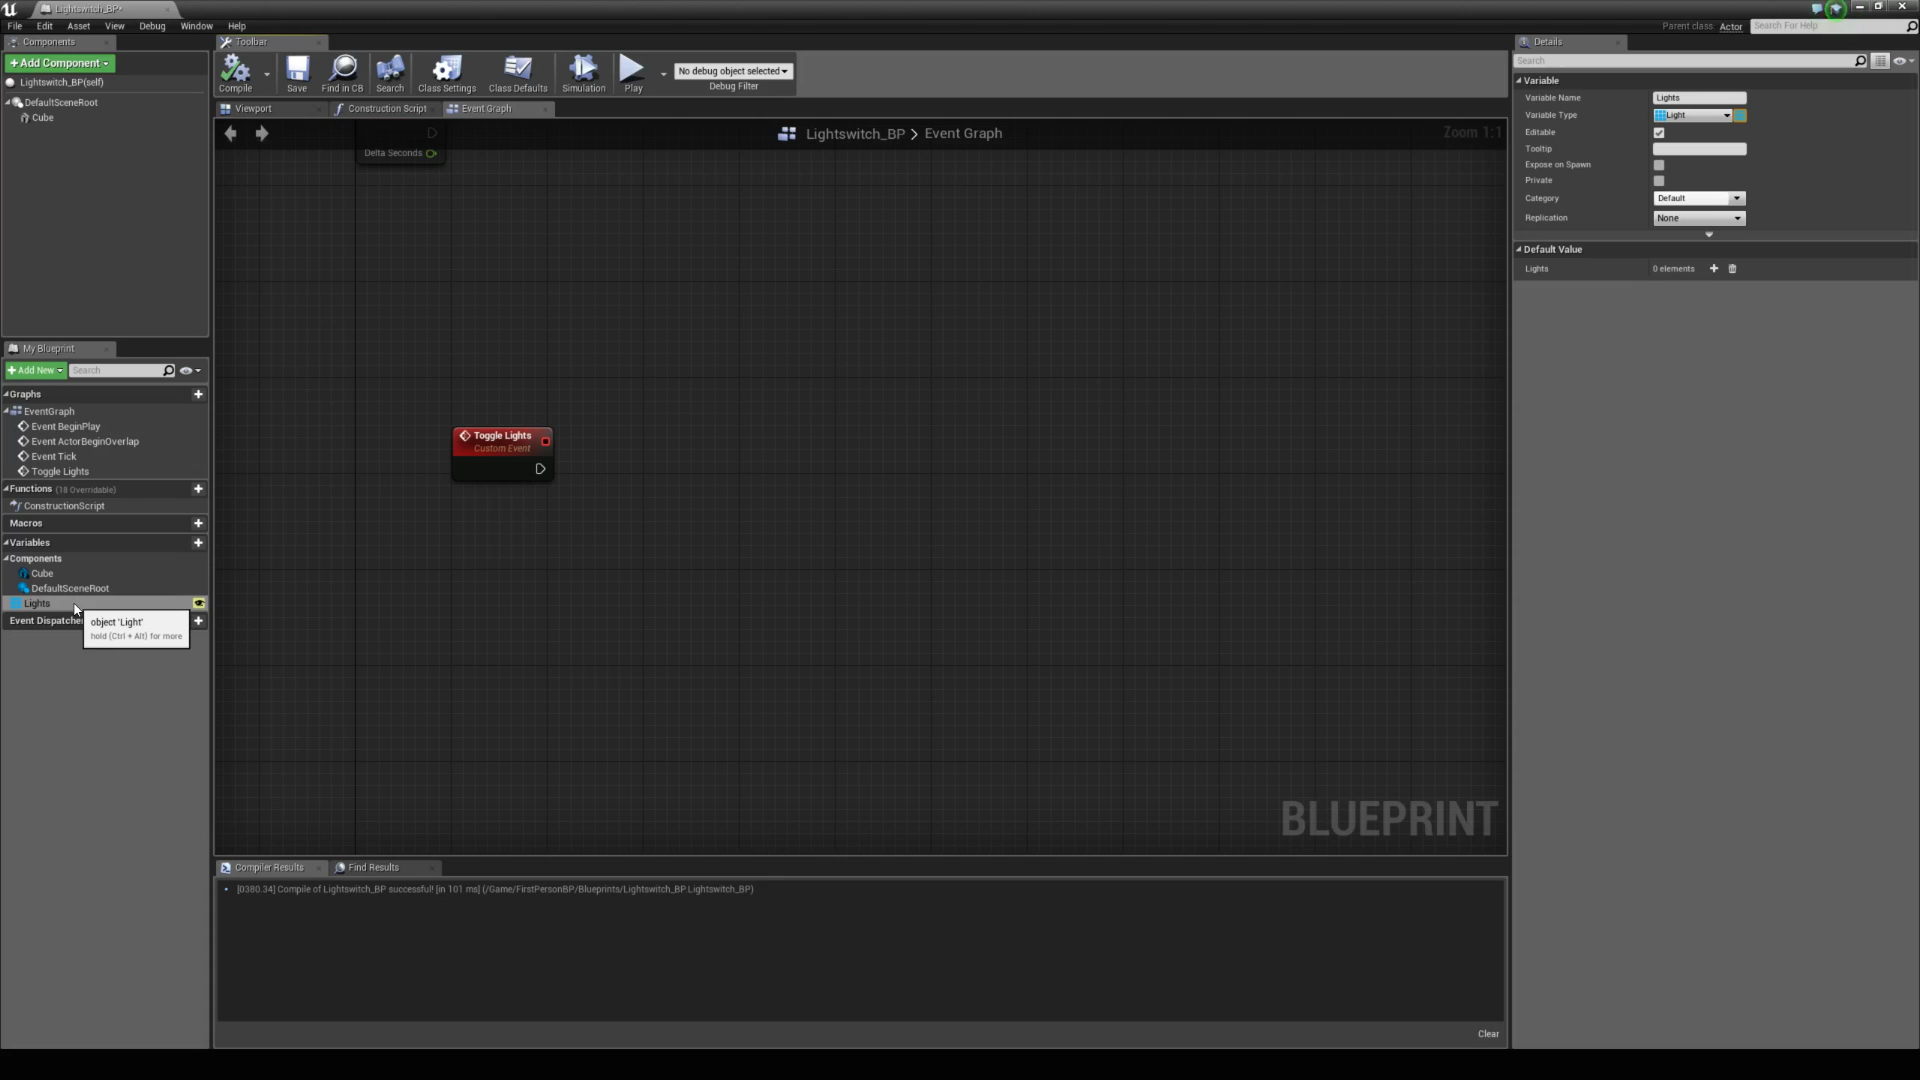 Lightswitch_BP*
File Edit Asset View Debug Window Help
Parent class: Actor Search For Help
Components
+Add Component
Lightswitch_BP(self)
DefaultSceneRoot
Cube
Toolbar
Compile Save Find in CB Search Class Settings Class Defaults Simulation Play
No debug object selected
Debug Filter
Viewport Construction Script Event Graph
Lightswitch_BP > Event Graph
Zoom 1:1
Delta Seconds
Toggle Lights
Custom Event
BLUEPRINT
My Blueprint
+Add New Search
Graphs
EventGraph
Event BeginPlay
Event ActorBeginOverlap
Event Tick
Toggle Lights
Functions (18 Overridable)
ConstructionScript
Macros
Variables
Components
Cube
DefaultSceneRoot
Lights
Event Dispatche
object 'Light'
hold (Ctrl + Alt) for more
Compiler Results Find Results
[0380.34] Compile of Lightswitch_BP successful! [in 101 ms] (/Game/FirstPersonBP/Blueprints/Lightswitch_BP.Lightswitch_BP)
Clear
Details
Search
Variable
Variable Name Lights
Variable Type Light
Editable
Tooltip
Expose on Spawn
Private
Category Default
Replication None
Default Value
Lights 0 elements